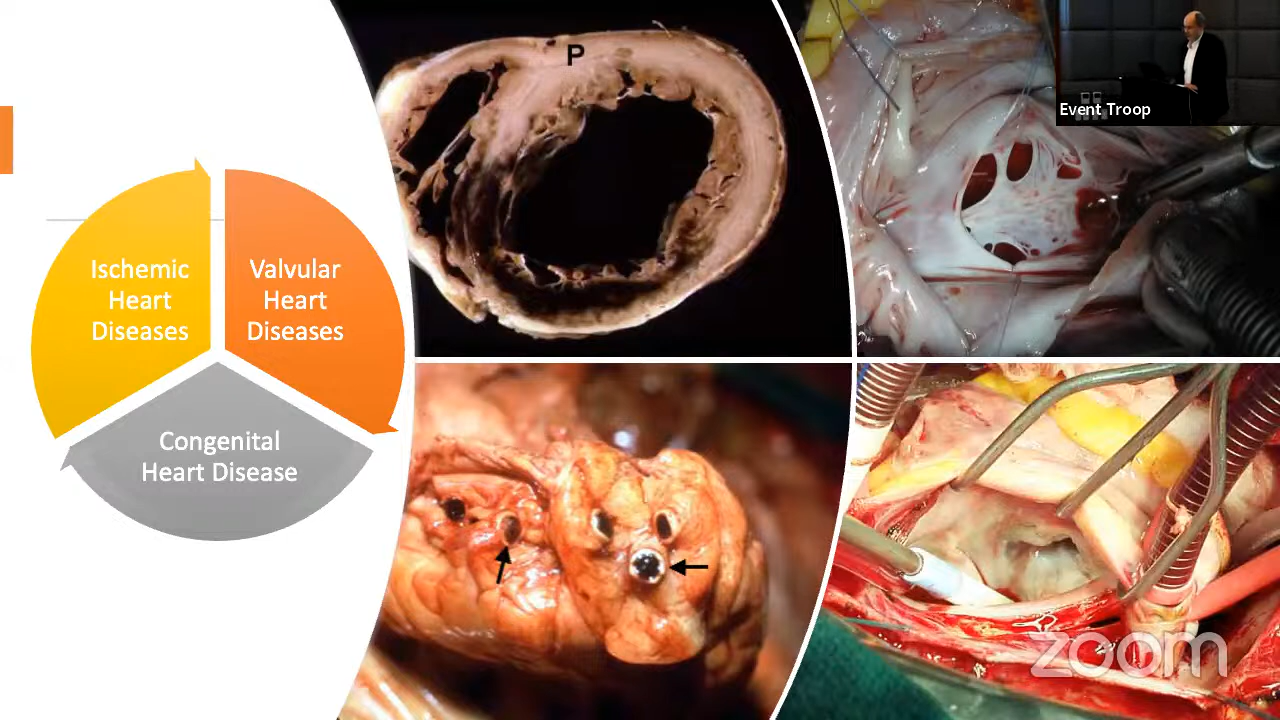 Ischemic
Heart
Diseases
Valvular
Heart
Diseases
Congenital
Heart Disease
P
Event Troop
zoom